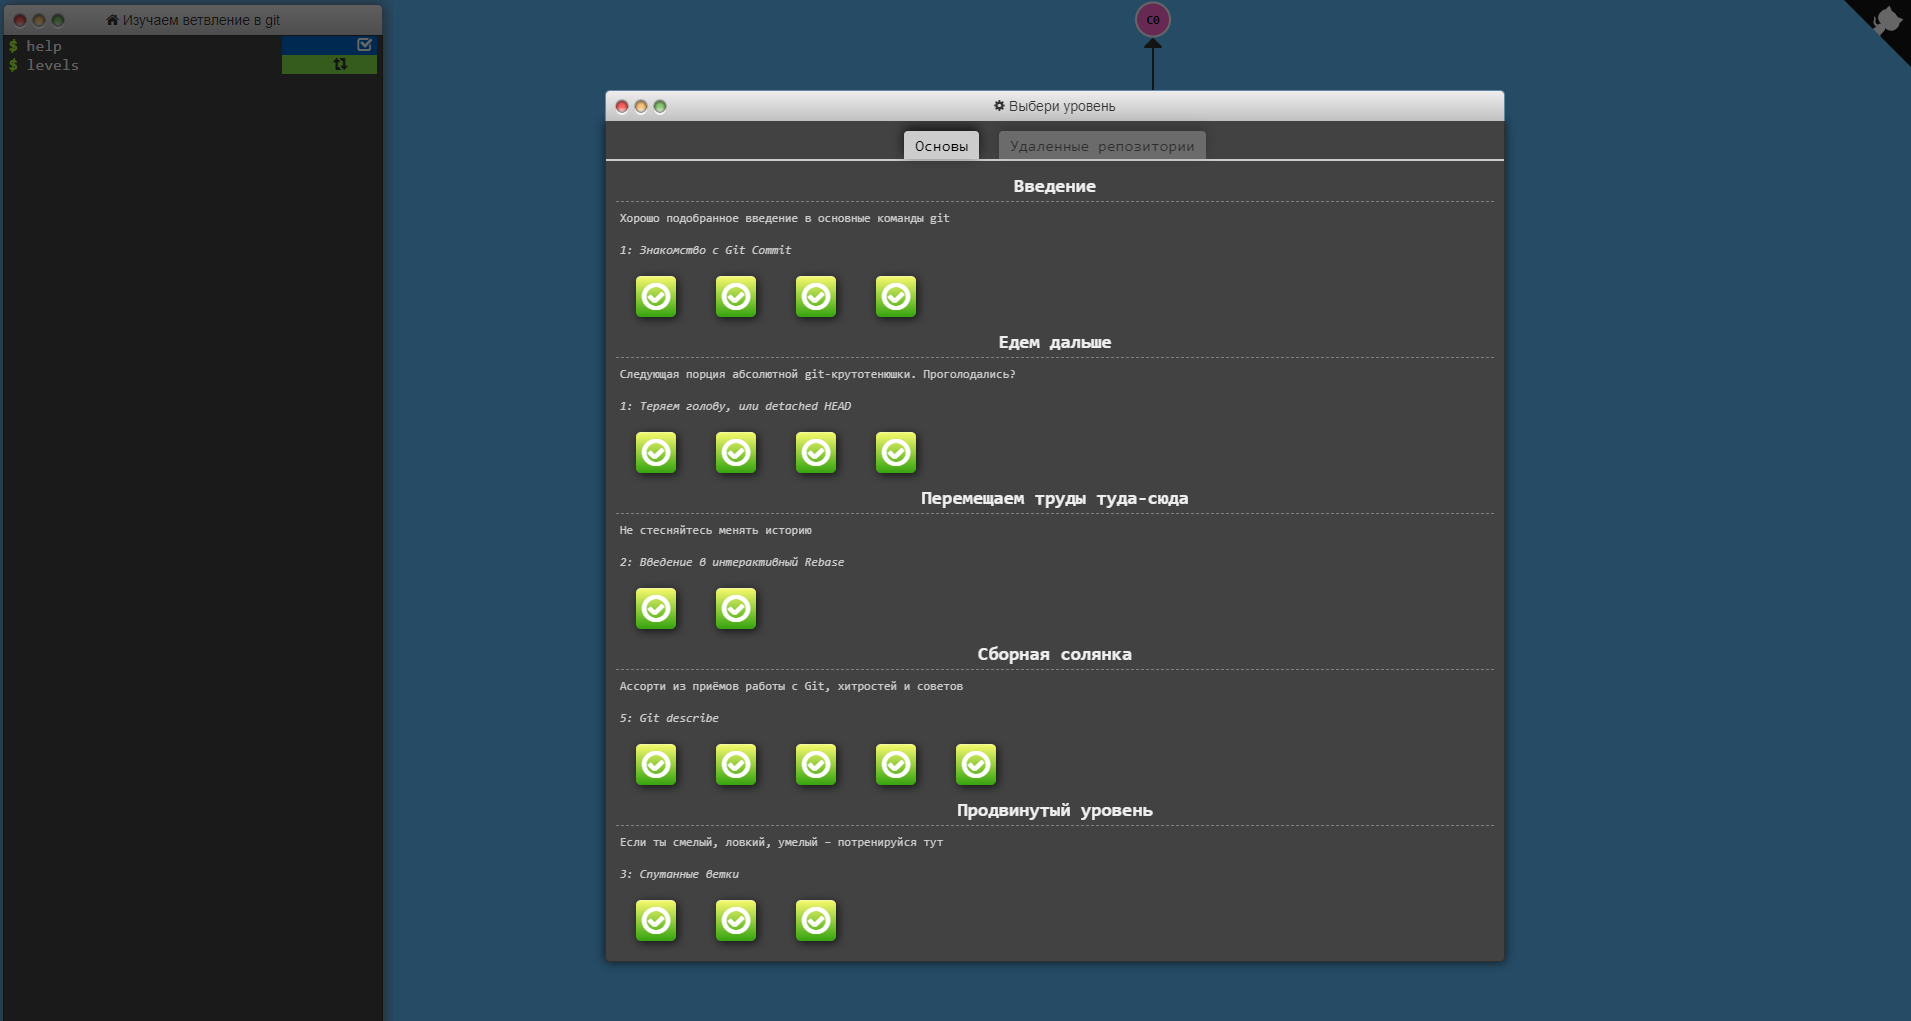 Изучаем ветвление в git
$ help
$ levels
C0
Выбери уровень
Основы
Удаленные репозитории
Введение
Хорошо подобранное введение в основные команды git
1: Знакомство с Git Commit
Едем дальше
Следующая порция абсолютной git-крутотенюшки. Проголодались?
1: Теряем голову, или detached HEAD
Перемещаем труды туда-сюда
Не стесняйтесь менять историю
2: Введение в интерактивный Rebase
Сборная солянка
Ассорти из приёмов работы с Git, хитростей и советов
5: Git describe
Продвинутый уровень
Если ты смелый, ловкий, умелый – потренируйся тут
3: Спутанные ветки